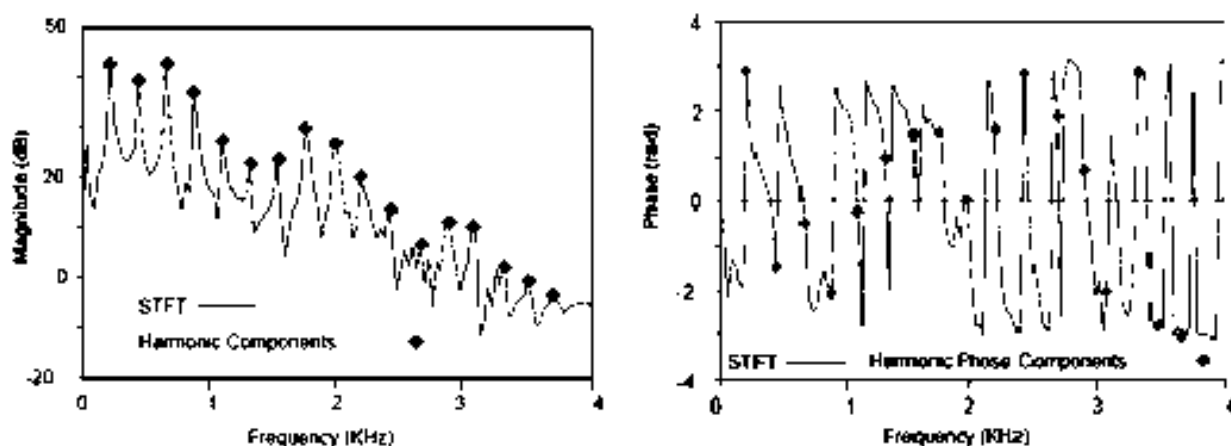 50
20
0
-20
Magnitude (dB)
STFT
Harmonic Components
0 1 2 3 4
Frequency (KHz)
4
2
0
-2
-4
Phase (rad)
STFT
Harmonic Phase Components
0 1 2 3 4
Frequency (KHz)